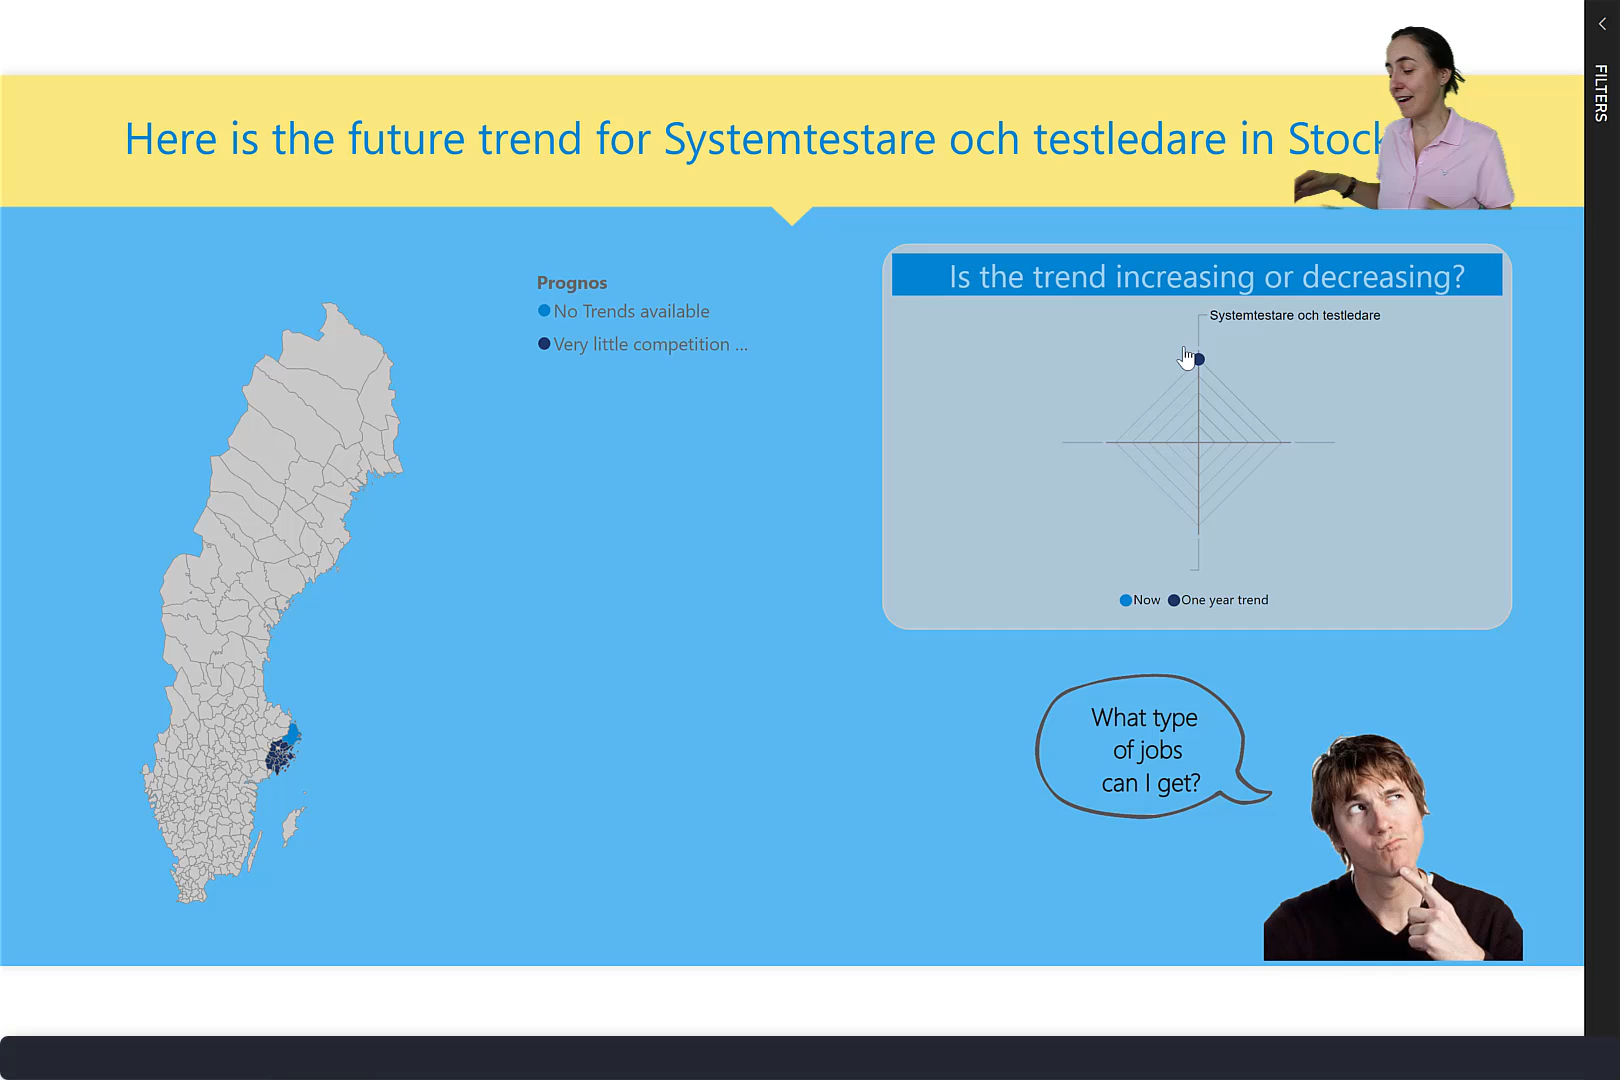 Here is the future trend for Systemtestare och testledare in Stock
FILTERS
Prognos
No Trends available
Very little competition ...
Is the trend increasing or decreasing?
Systemtestare och testledare
Now
One year trend
What type
of jobs
can I get?